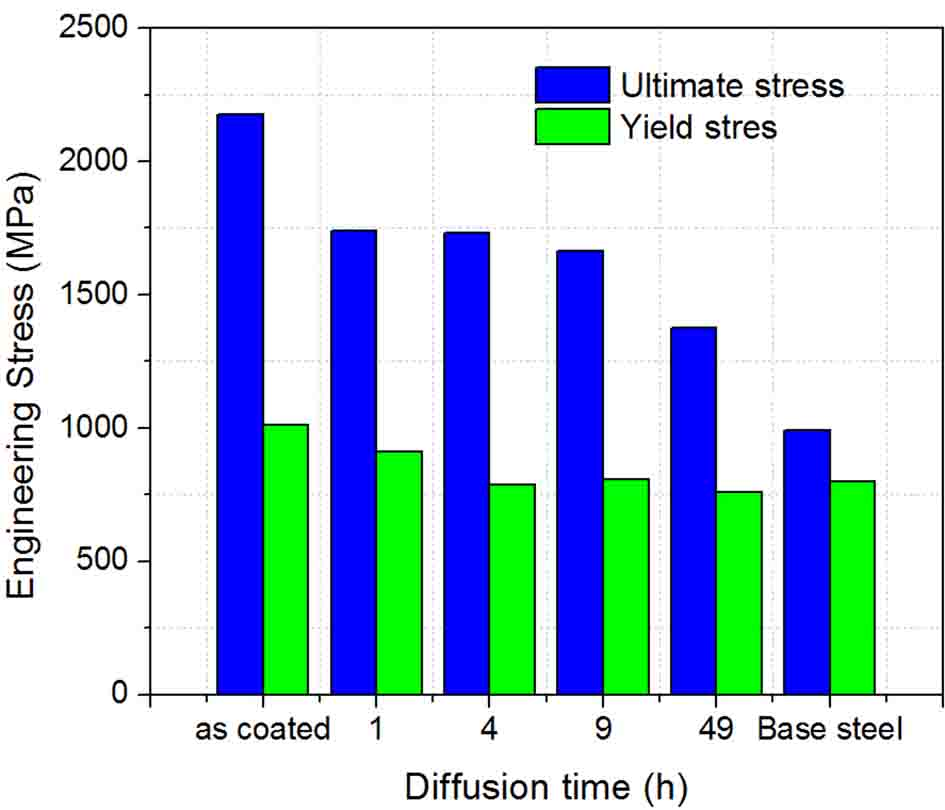 Engineering Stress (MPa)
2500
2000
1500
1000
500
0
Ultimate stress
Yield stres
as coated 1 4 9 49 Base steel
Diffusion time (h)